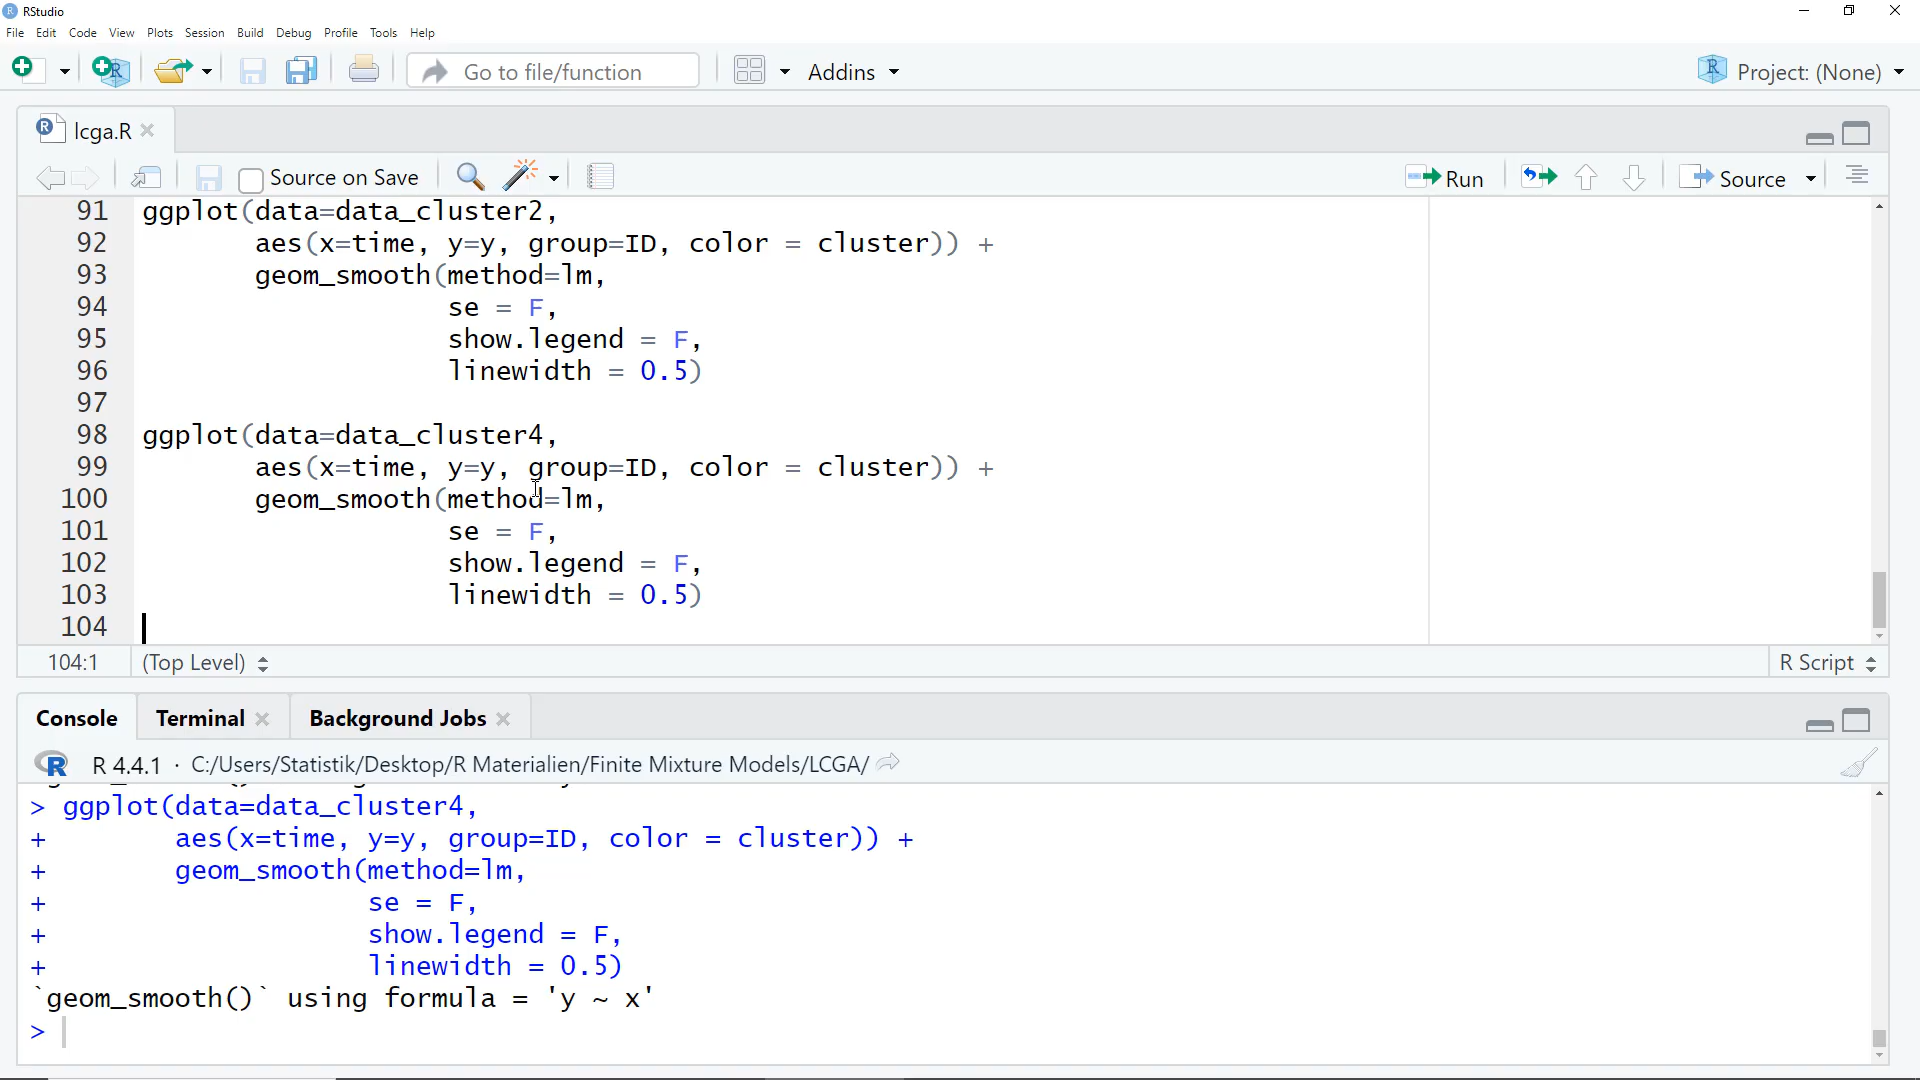 RStudio
File Edit Code View Plots Session Build Debug Profile Tools Help
Go to file/function Addins Project: (None)
lcga.R
Source on Save Run Source
91 ggplot(data=data_cluster2,
92 aes(x=time, y=y, group=ID, color = cluster)) +
93 geom_smooth(method=lm,
94 se = F,
95 show.legend = F,
96 linewidth = 0.5)
97
98 ggplot(data=data_cluster4,
99 aes(x=time, y=y, group=ID, color = cluster)) +
100 geom_smooth(method=lm,
101 se = F,
102 show.legend = F,
103 linewidth = 0.5)
104
104:1 (Top Level) R Script
Console Terminal Background Jobs
R 4.4.1 · C:/Users/Statistik/Desktop/R Materialien/Finite Mixture Models/LCGA/
> ggplot(data=data_cluster4,
+ aes(x=time, y=y, group=ID, color = cluster)) +
+ geom_smooth(method=lm,
+ se = F,
+ show.legend = F,
+ linewidth = 0.5)
`geom_smooth()` using formula = 'y ~ x'
>